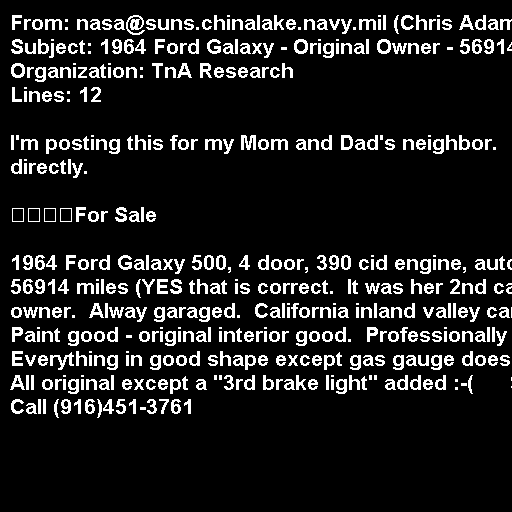 From: nasa@suns.chinalake.navy.mil (Chris Adam
Subject: 1964 Ford Galaxy - Original Owner - 56914
Organization: TnA Research
Lines: 12
I'm posting this for my Mom and Dad's neighbor.
directly.
□□□□For Sale
1964 Ford Galaxy 500, 4 door, 390 cid engine, auto
56914 miles (YES that is correct.  It was her 2nd ca
owner.  Alway garaged.  California inland valley car
Paint good - original interior good.  Professionally
Everything in good shape except gas gauge does
All original except a "3rd brake light" added :-(
Call (916)451-3761